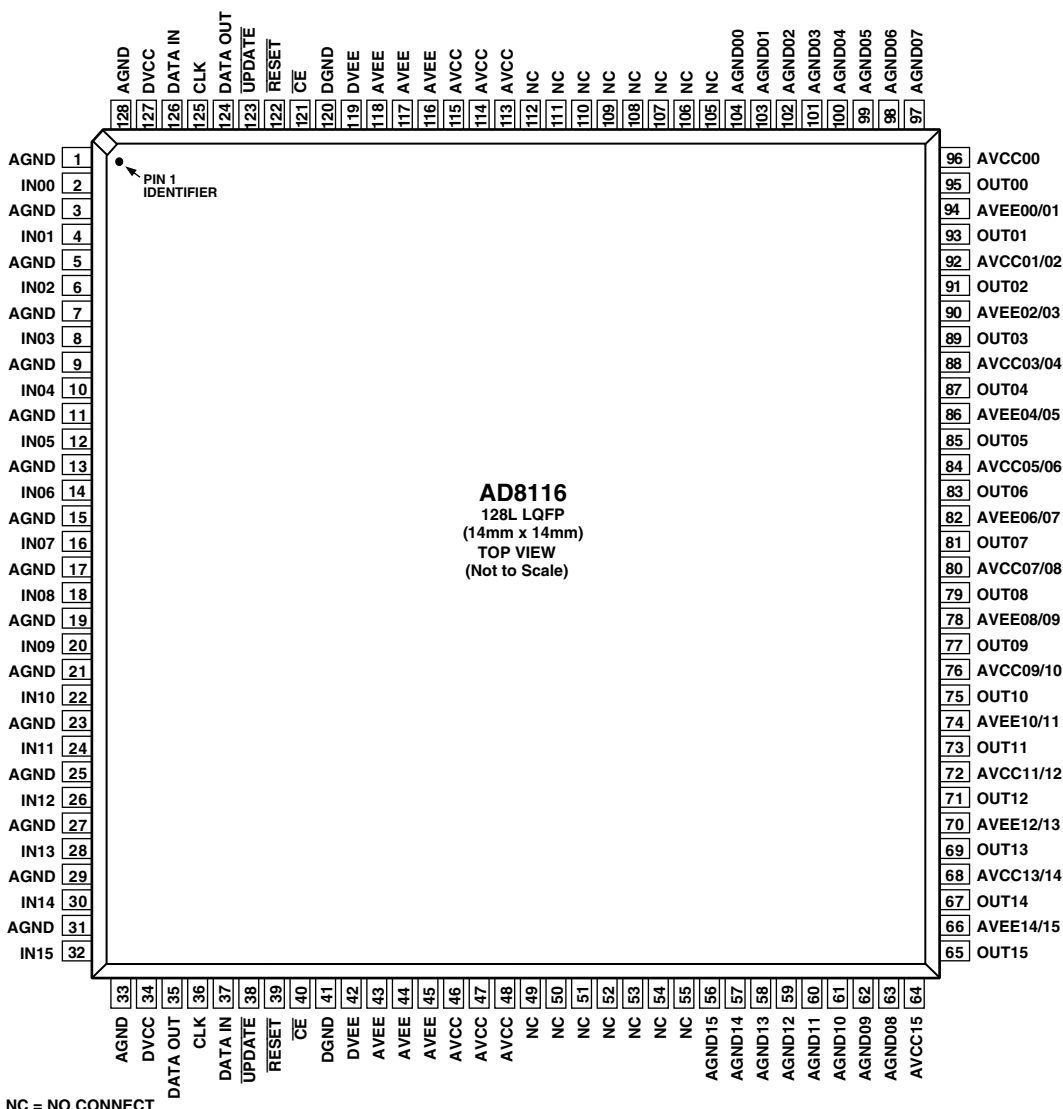 AGND
DVCC
DATA IN
CLK
DATA OUT
UPDATE
RESET
CE
DGND
DVEE
AVEE
AVEE
AVEE
AVCC
AVCC
AVCC
NC
NC
NC
NC
NC
NC
NC
NC
AGND00
AGND01
AGND02
AGND03
AGND04
AGND05
AGND06
AGND07
128 127 126 125 124 123 122 121 120 119 118 117 116 115 114 113 112 111 110 109 108 107 106 105 104 103 102 101 100 99 98 97
AGND 1
IN00 2
AGND 3
IN01 4
AGND 5
IN02 6
AGND 7
IN03 8
AGND 9
IN04 10
AGND 11
IN05 12
AGND 13
IN06 14
AGND 15
IN07 16
AGND 17
IN08 18
AGND 19
IN09 20
AGND 21
IN10 22
AGND 23
IN11 24
AGND 25
IN12 26
AGND 27
IN13 28
AGND 29
IN14 30
AGND 31
IN15 32
PIN 1
IDENTIFIER
AD8116
128L LQFP
(14mm x 14mm)
TOP VIEW
(Not to Scale)
96 AVCC00
95 OUT00
94 AVEE00/01
93 OUT01
92 AVCC01/02
91 OUT02
90 AVEE02/03
89 OUT03
88 AVCC03/04
87 OUT04
86 AVEE04/05
85 OUT05
84 AVCC05/06
83 OUT06
82 AVEE06/07
81 OUT07
80 AVCC07/08
79 OUT08
78 AVEE08/09
77 OUT09
76 AVCC09/10
75 OUT10
74 AVEE10/11
73 OUT11
72 AVCC11/12
71 OUT12
70 AVEE12/13
69 OUT13
68 AVCC13/14
67 OUT14
66 AVEE14/15
65 OUT15
33 34 35 36 37 38 39 40 41 42 43 44 45 46 47 48 49 50 51 52 53 54 55 56 57 58 59 60 61 62 63 64
AGND
DVCC
DATA OUT
CLK
DATA IN
UPDATE
RESET
CE
DGND
DVEE
AVEE
AVEE
AVEE
AVCC
AVCC
AVCC
NC
NC
NC
NC
NC
NC
NC
AGND15
AGND14
AGND13
AGND12
AGND11
AGND10
AGND09
AGND08
AVCC15
NC = NO CONNECT